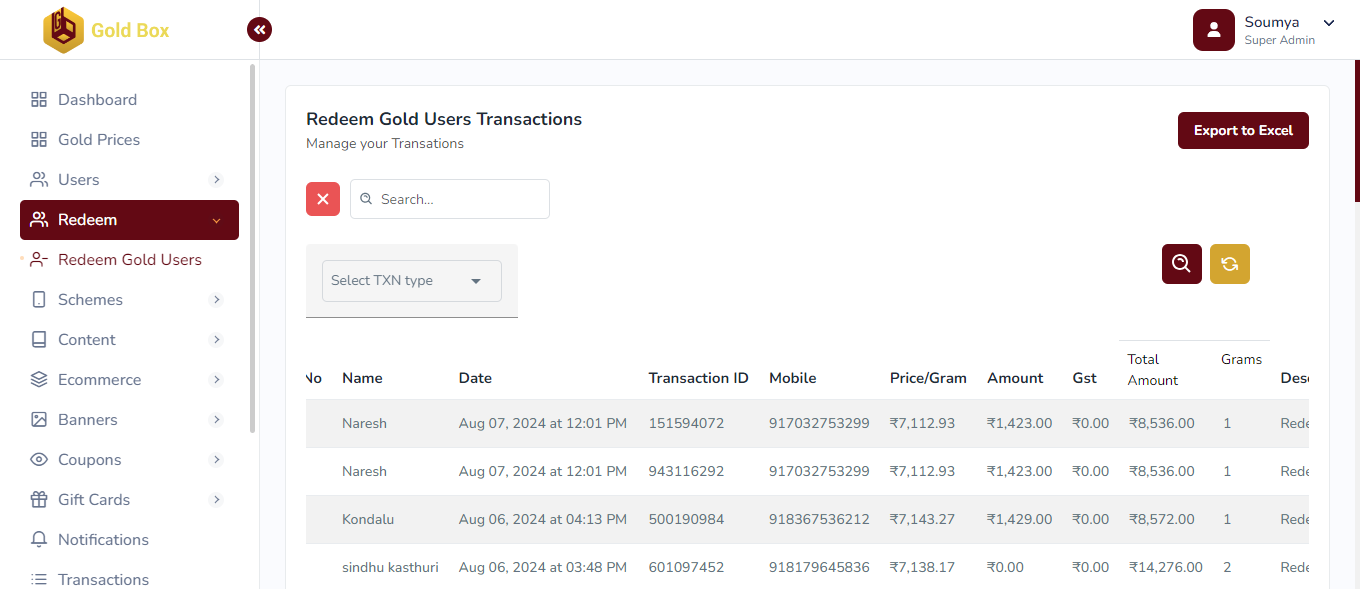 Gold Box
Soumya
Super Admin
Dashboard
Gold Prices
Users
Redeem
Redeem Gold Users
Schemes
Content
Ecommerce
Banners
Coupons
Gift Cards
Notifications
Transactions
Redeem Gold Users Transactions
Manage your Transations
Export to Excel
Search...
Select TXN type
No Name Date Transaction ID Mobile Price/Gram Amount Gst Total Amount Grams
Naresh Aug 07, 2024 at 12:01 PM 151594072 917032753299 ₹7,112.93 ₹1,423.00 ₹0.00 ₹8,536.00 1
Naresh Aug 07, 2024 at 12:01 PM 943116292 917032753299 ₹7,112.93 ₹1,423.00 ₹0.00 ₹8,536.00 1
Kondalu Aug 06, 2024 at 04:13 PM 500190984 918367536212 ₹7,143.27 ₹1,429.00 ₹0.00 ₹8,572.00 1
sindhu kasthuri Aug 06, 2024 at 03:48 PM 601097452 918179645836 ₹7,138.17 ₹0.00 ₹0.00 ₹14,276.00 2